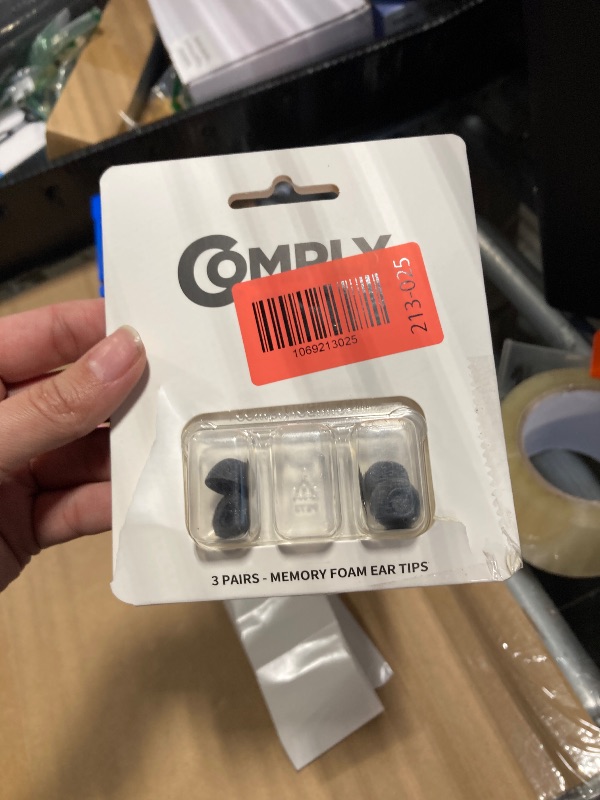 COMPLY
1069213025
213-025
3 PAIRS - MEMORY FOAM EAR TIPS